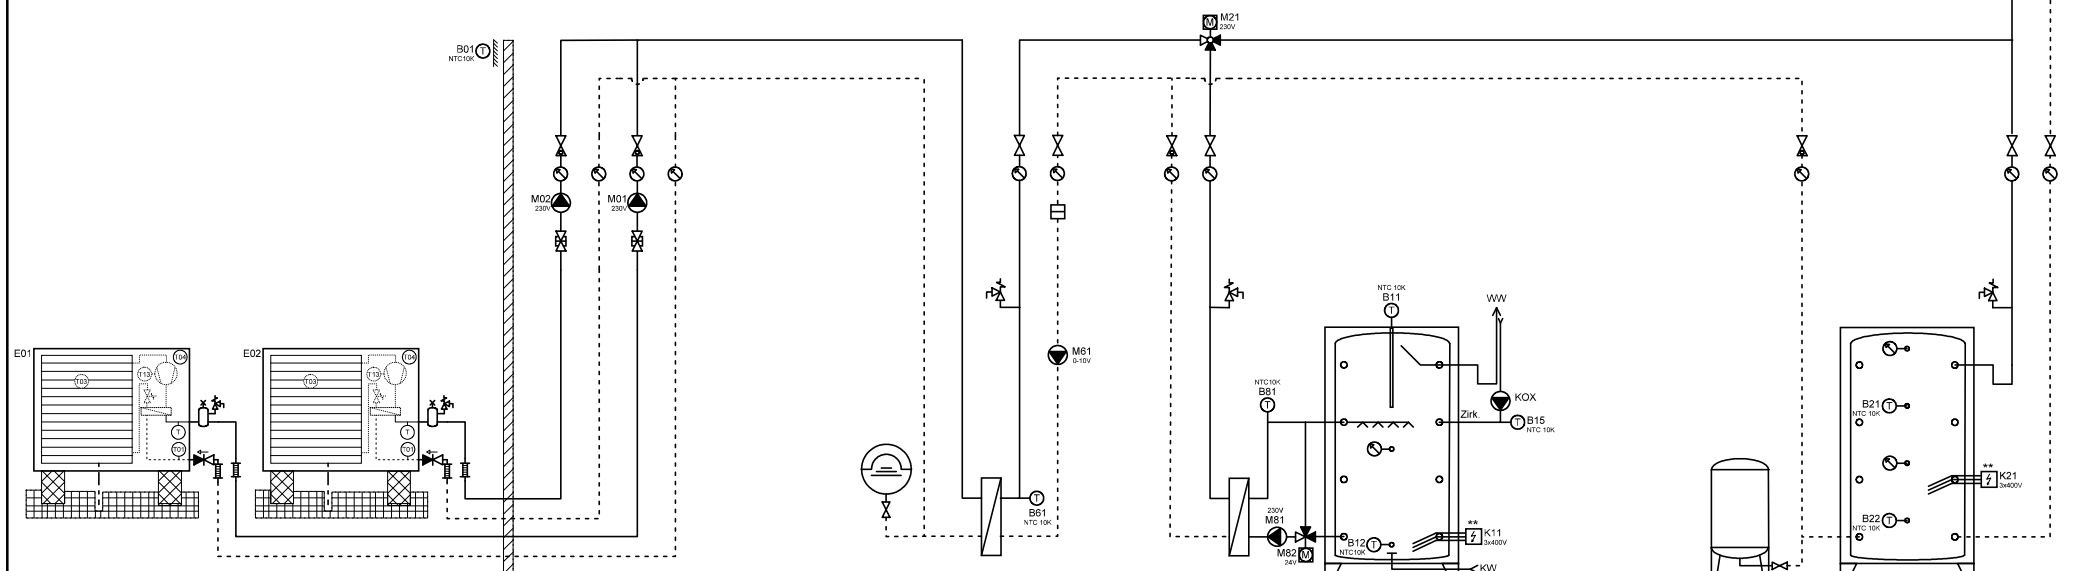 M21
230V
B01 T
NTC10K
M
M02
230V
M01
230V
NTC 10K
B11
T
WW
M61
0-10V
E01
T04
T03
T13
T
T01
E02
T04
T03
T13
T
T01
NTC10K
B81
T
KOX
Zirk.
T B15
NTC 10K
B21 T
NTC 10K
**
K21
3x400V
T
B61
NTC 10K
230V
M81
M82 M
24V
B12 T
NTC10K
**
K11
3x400V
B22 T
NTC 10K
KW